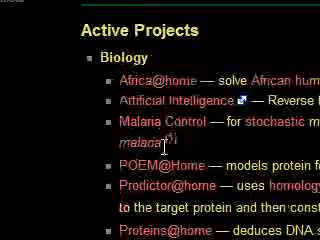 Active Projects
Biology
Africa@home — solve African hum
Artificial Intelligence — Reverse
Malaria Control — for stochastic m
malaria
POEM@Home — models protein f
Predictor@home — uses homology
to the target protein and then const
Proteins@home — deduces DNA s